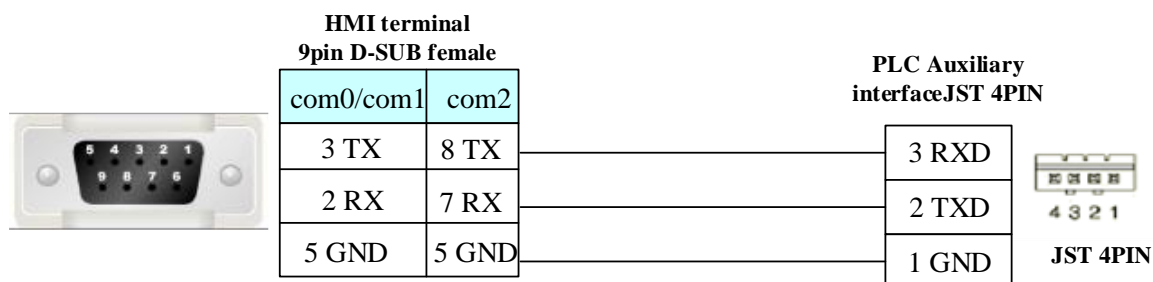 HMI terminal
9pin D-SUB female
com0/com1 com2
3 TX 8 TX
2 RX 7 RX
5 GND 5 GND
5 4 3 2 1
9 8 7 6
PLC Auxiliary
interfaceJST 4PIN
3 RXD
2 TXD
1 GND
4 3 2 1
JST 4PIN